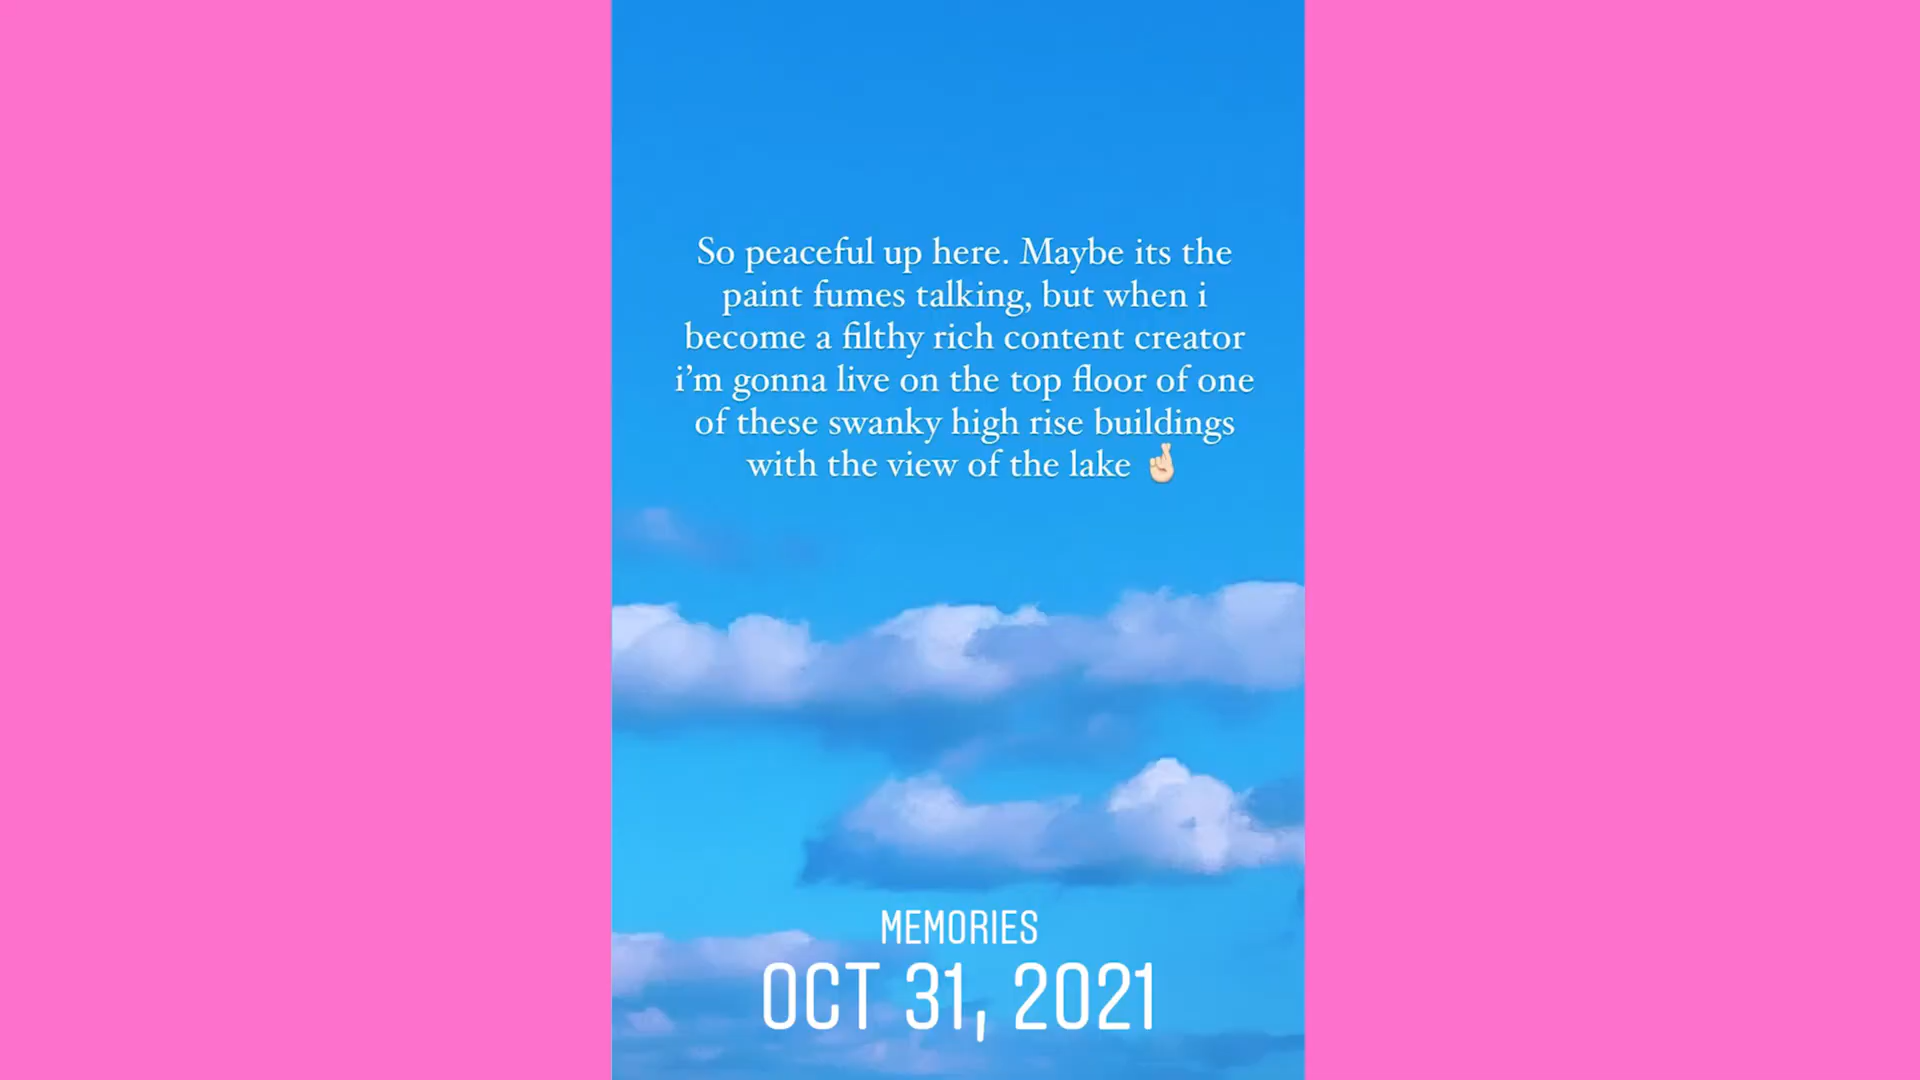 So peaceful up here. Maybe its the
paint fumes talking, but when i
become a filthy rich content creator
i’m gonna live on the top floor of one
of these swanky high rise buildings
with the view of the lake 🤞🏻
MEMORIES
OCT 31, 2021